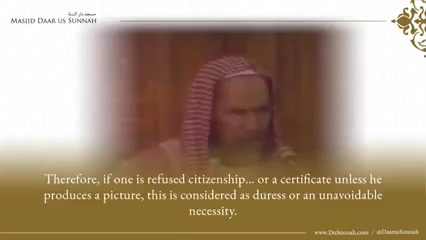 مسجد دار السنة
MASJID DAAR US SUNNAH
Therefore, if one is refused citizenship... or a certificate unless he
produces a picture, this is considered as duress or an unavoidable
necessity.
www.DusSunnah.com / @DaarusSunnah